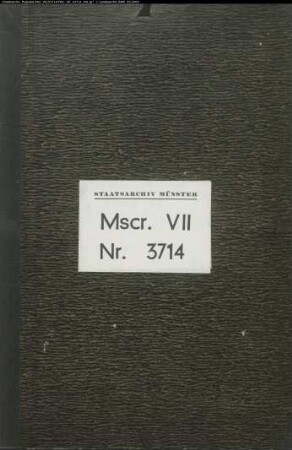 STAATSARCHIV MÜNSTER
Mscr. VII
Nr. 3714